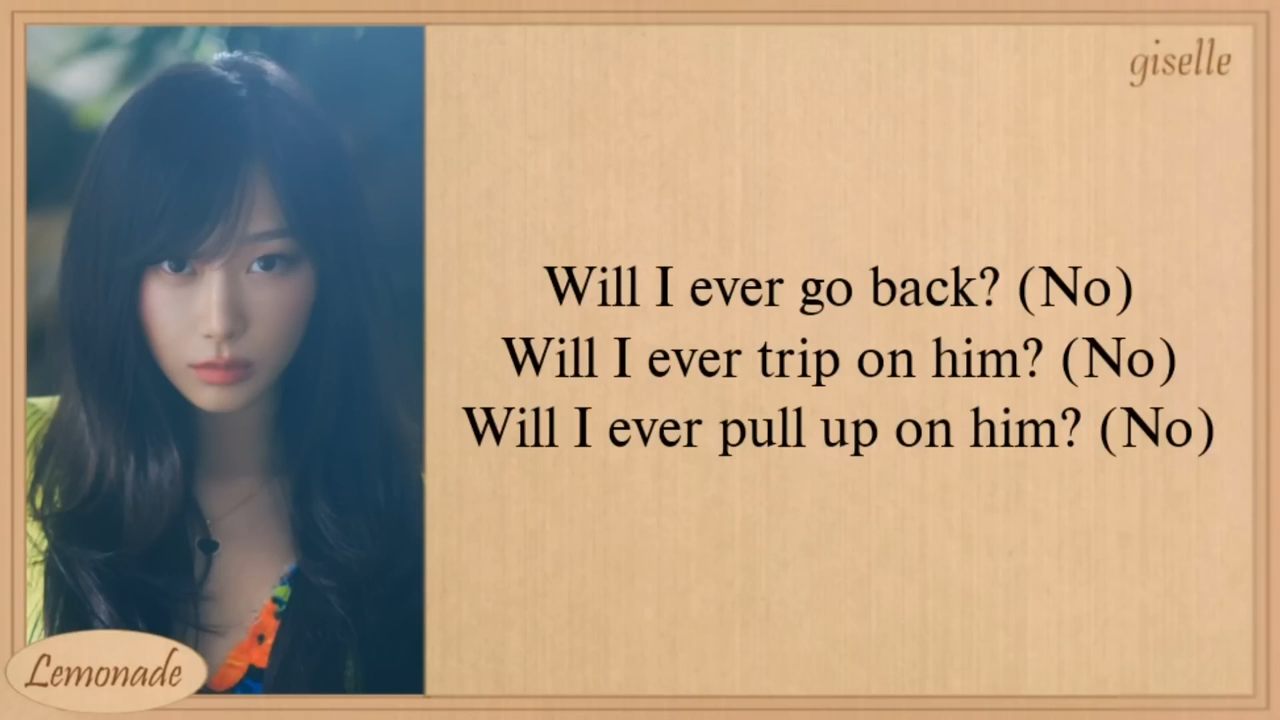 giselle
Will I ever go back? (No)
Will I ever trip on him? (No)
Will I ever pull up on him? (No)
Lemonade